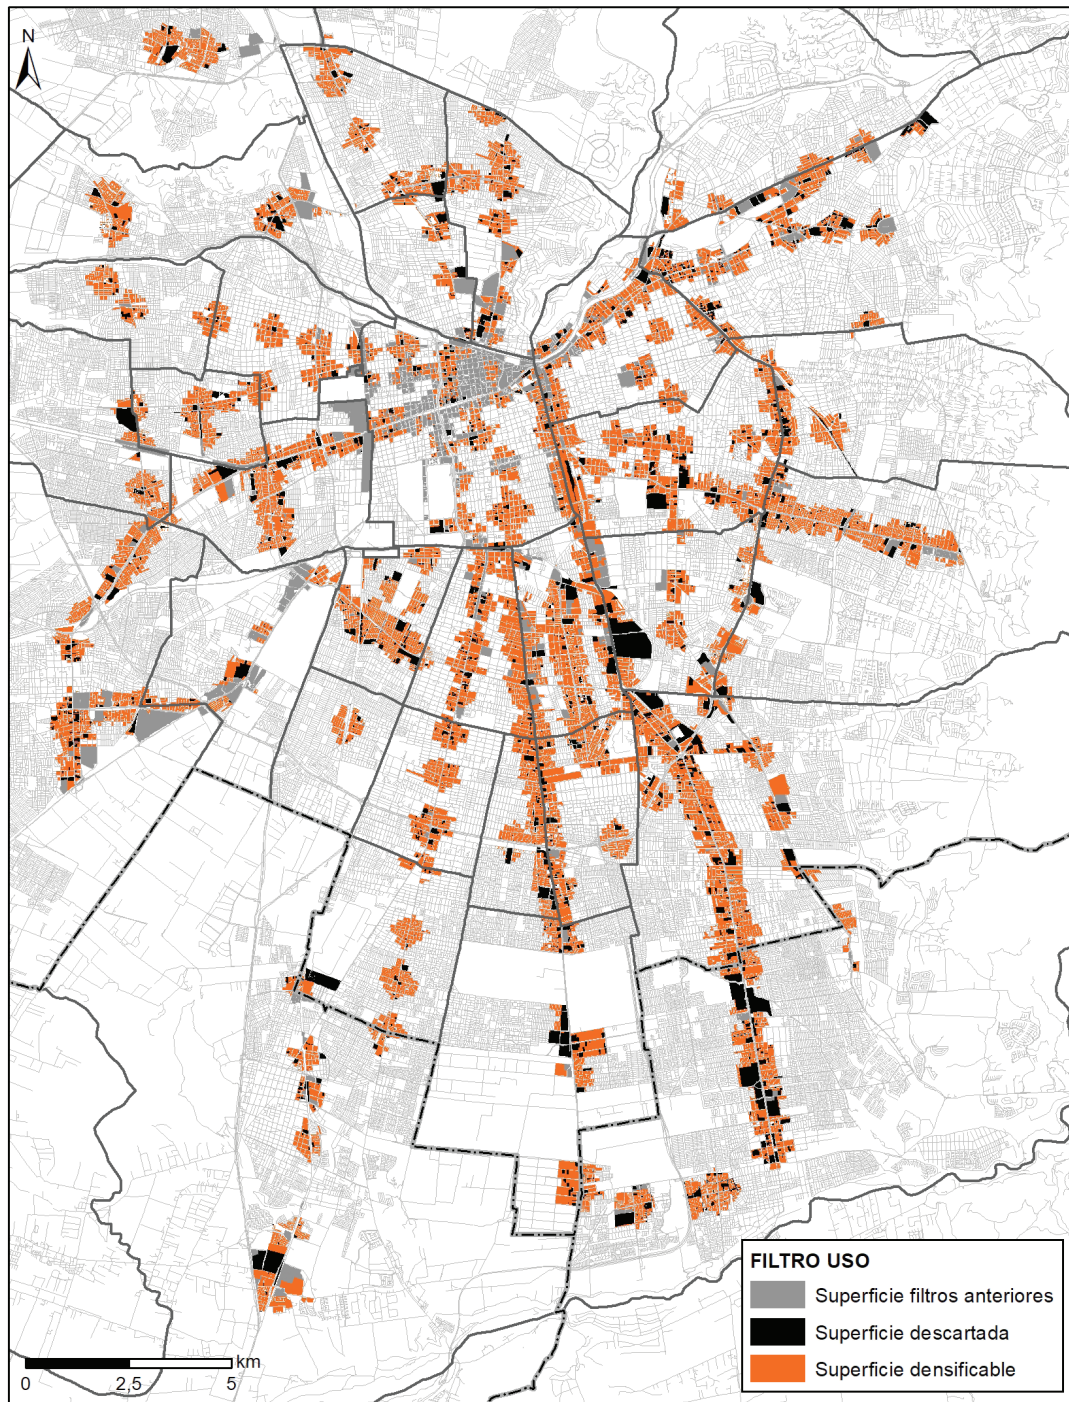 N
FILTRO USO
Superficie filtros anteriores
Superficie descartada
Superficie densificable
km
0 2,5 5